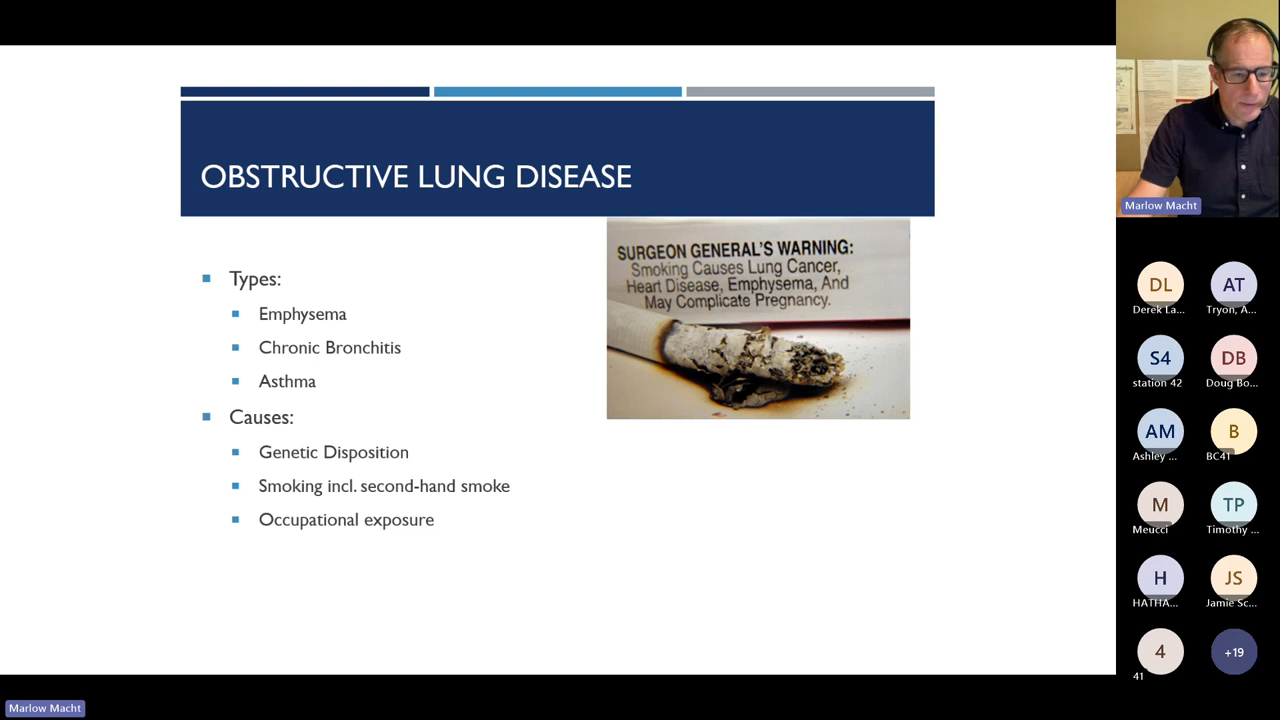 OBSTRUCTIVE LUNG DISEASE
Types:
Emphysema
Chronic Bronchitis
Asthma
Causes:
Genetic Disposition
Smoking incl. second-hand smoke
Occupational exposure
SURGEON GENERAL'S WARNING:
Smoking Causes Lung Cancer,
Heart Disease, Emphysema, And
May Complicate Pregnancy.
Marlow Macht
DL
Derek La...
AT
Tryon, A...
S4
station 42
DB
Doug Bo...
AM
Ashley ...
B
BC41
M
Meucci
TP
Timothy ...
H
HATHA...
JS
Jamie Sc...
4
41
+19
Marlow Macht